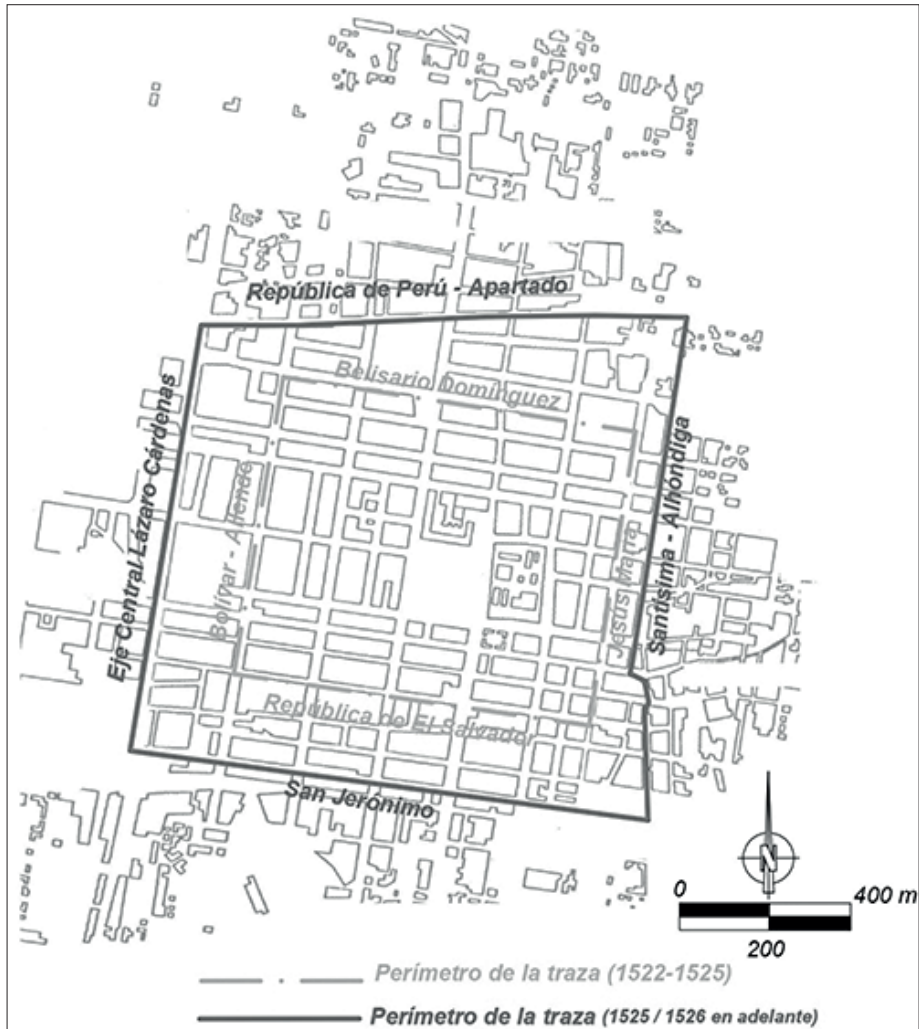 República de Perú - Apartado
Belisario Domínguez
Eje Central Lázaro Cárdenas
Bolívar - Allende
Jesús María
Santísima - Alhóndiga
República de El Salvador
San Jerónimo
N
0
400 m
200
Perímetro de la traza (1522-1525)
Perímetro de la traza (1525 / 1526 en adelante)